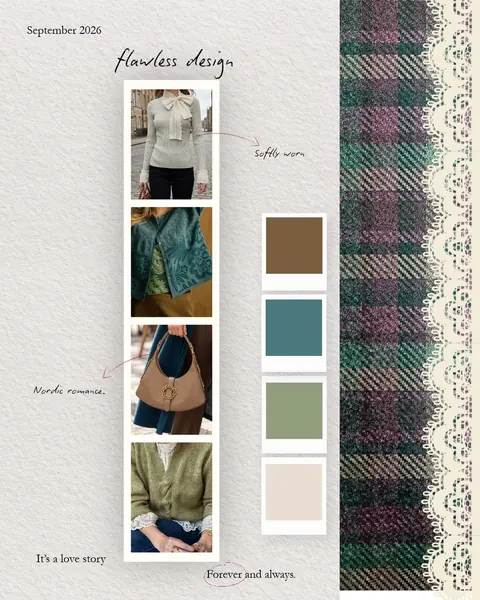 September 2026
flawless design
Softly worn
Nordic romance.
It's a love story
Forever and always.